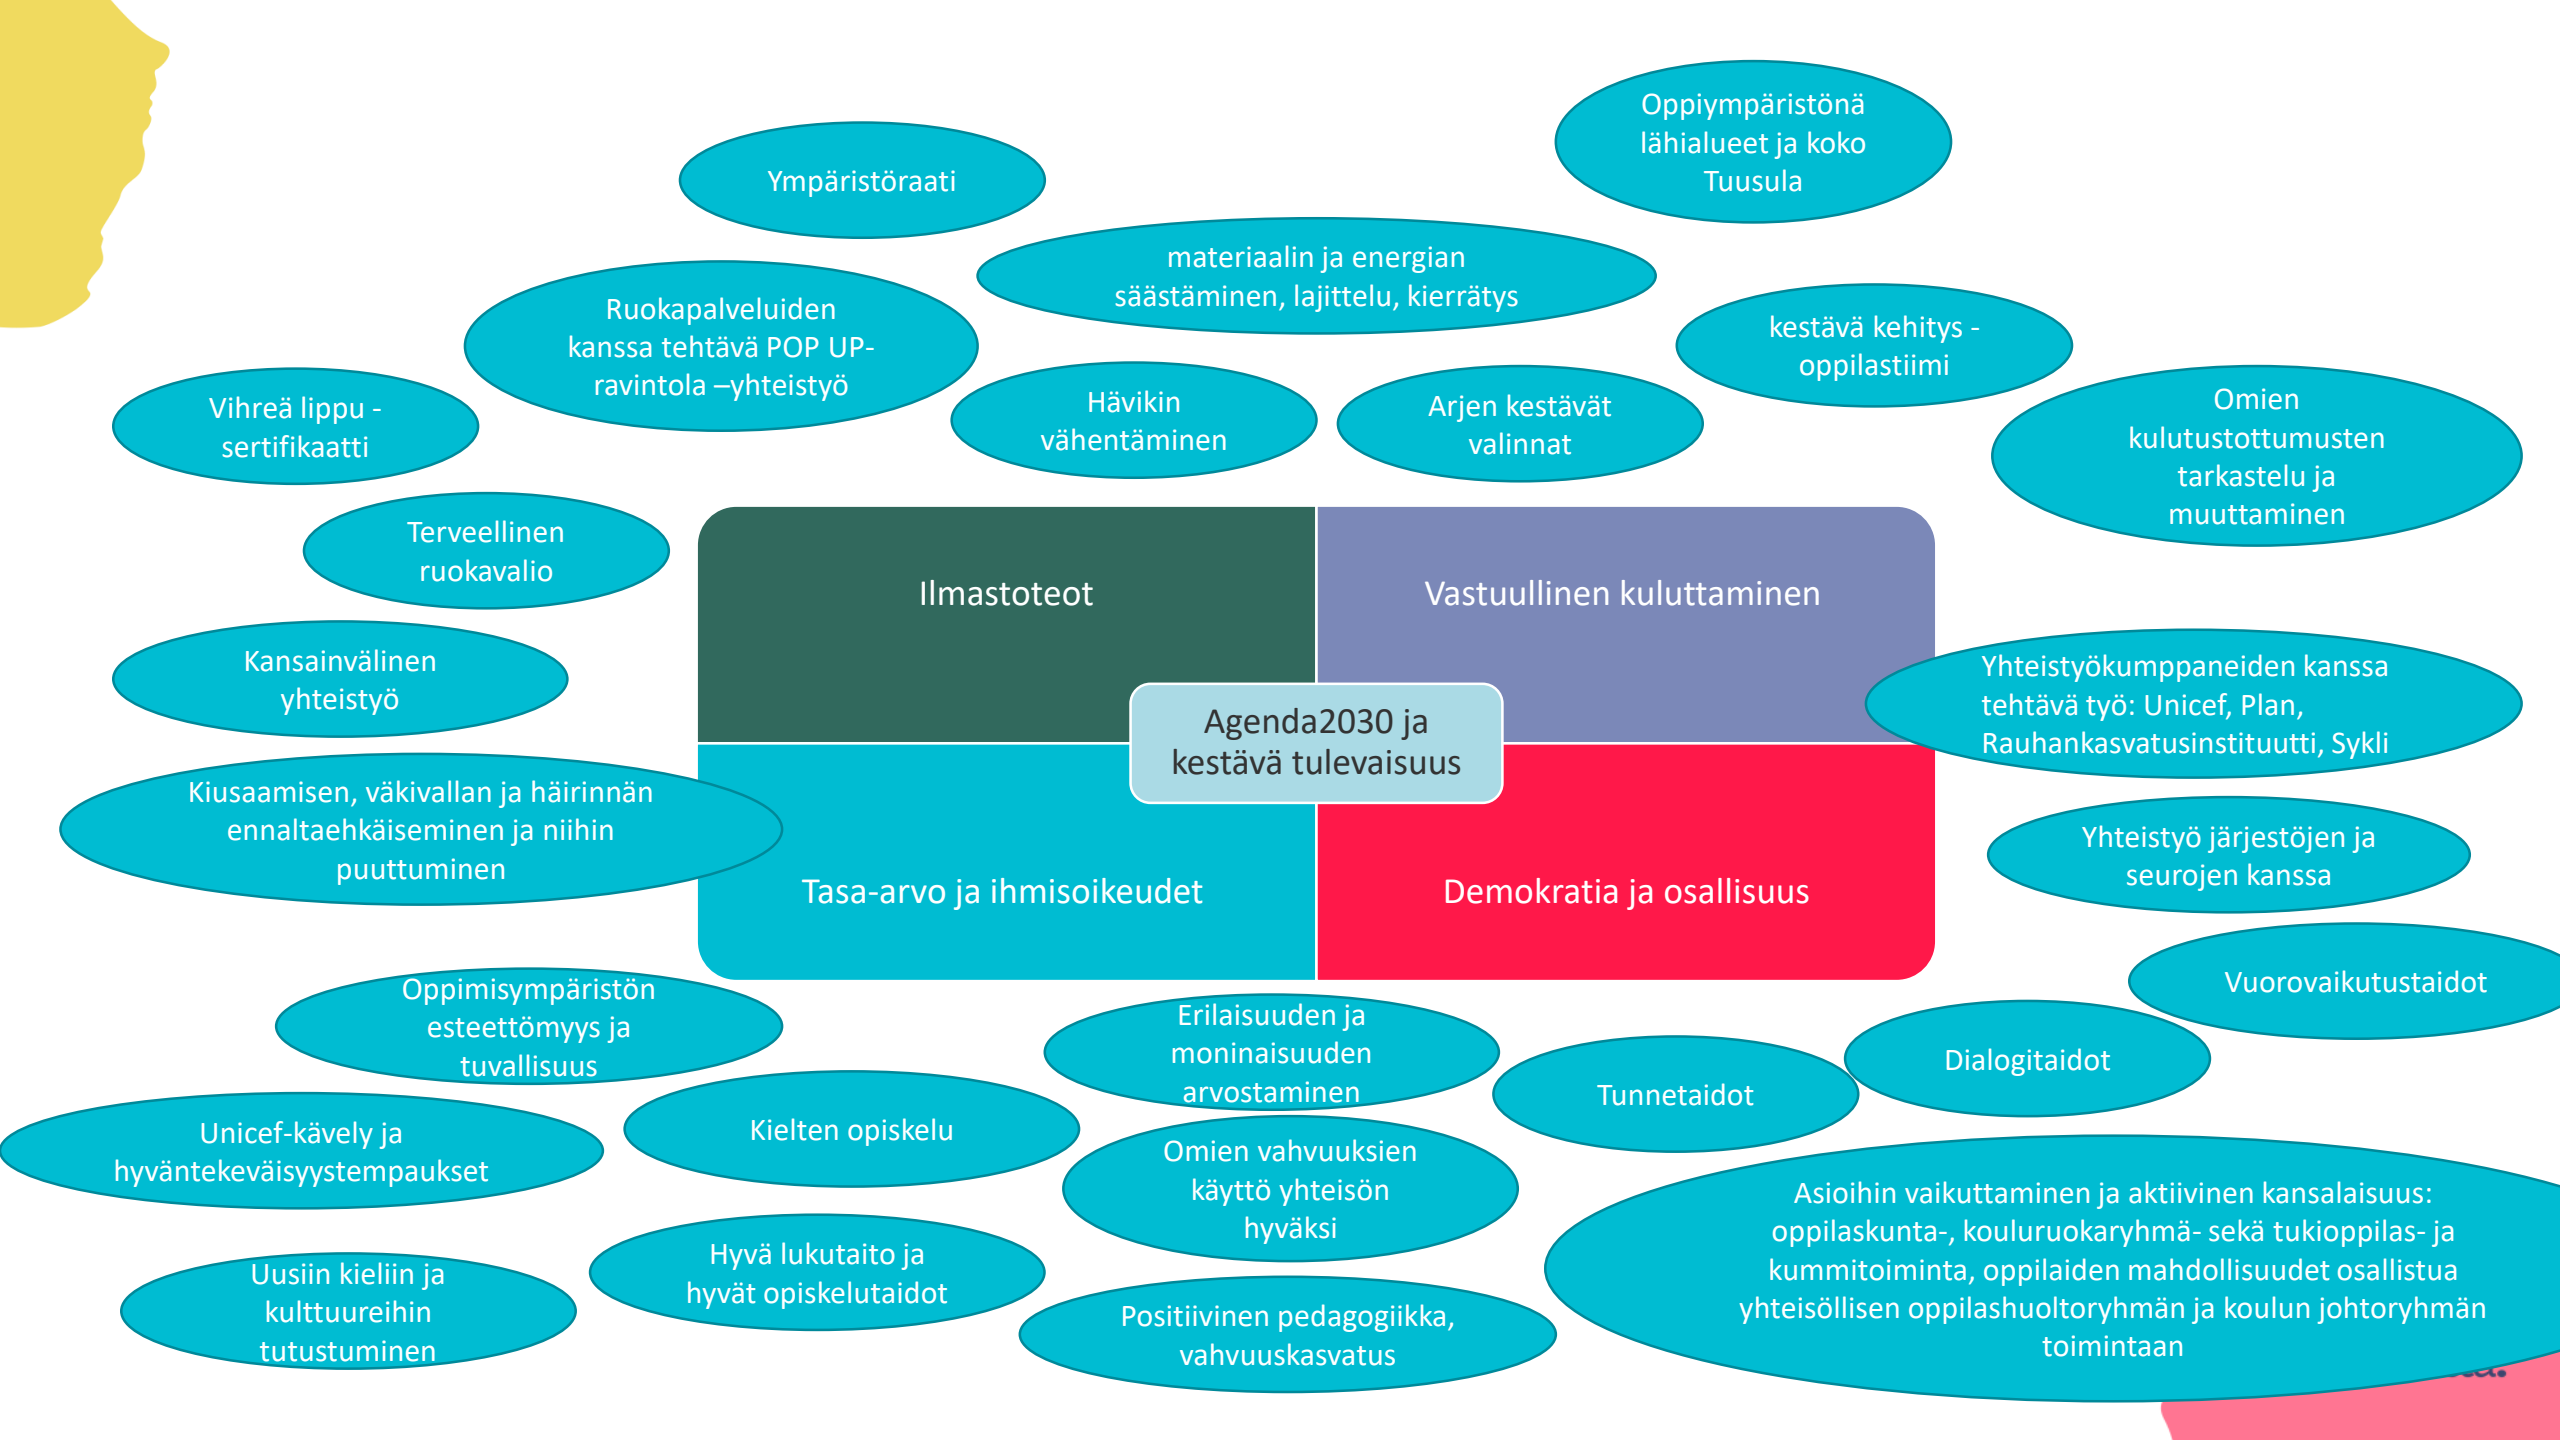 Oppiympäristönä
lähialueet ja koko
Tuusula
Ympäristöraati
materiaalin ja energian
säästäminen, lajittelu, kierrätys
Ruokapalveluiden
kanssa tehtävä POP UP-
ravintola –yhteistyö
kestävä kehitys -
oppilastiimi
Vihreä lippu -
sertifikaatti
Hävikin
vähentäminen
Arjen kestävät
valinnat
Omien
kulutustottumusten
tarkastelu ja
muuttaminen
Terveellinen
ruokavalio
Ilmastoteot
Vastuullinen kuluttaminen
Kansainvälinen
yhteistyö
Agenda2030 ja
kestävä tulevaisuus
Yhteistyökumppaneiden kanssa
tehtävä työ: Unicef, Plan,
Rauhankasvatusinstituutti, Sykli
Kiusaamisen, väkivallan ja häirinnän
ennaltaehkäiseminen ja niihin
puuttuminen
Tasa-arvo ja ihmisoikeudet
Demokratia ja osallisuus
Yhteistyö järjestöjen ja
seurojen kanssa
Vuorovaikutustaidot
Oppimisympäristön
esteettömyys ja
tuvallisuus
Erilaisuuden ja
moninaisuuden
arvostaminen
Tunnetaidot
Dialogitaidot
Unicef-kävely ja
hyväntekeväisyystempaukset
Kielten opiskelu
Omien vahvuuksien
käyttö yhteisön
hyväksi
Asioihin vaikuttaminen ja aktiivinen kansalaisuus:
oppilaskunta-, kouluruokaryhmä- sekä tukioppilas- ja
kummitoiminta, oppilaiden mahdollisuudet osallistua
yhteisöllisen oppilashuoltoryhmän ja koulun johtoryhmän
toimintaan
Uusiin kieliin ja
kulttuureihin
tutustuminen
Hyvä lukutaito ja
hyvät opiskelutaidot
Positiivinen pedagogiikka,
vahvuuskasvatus